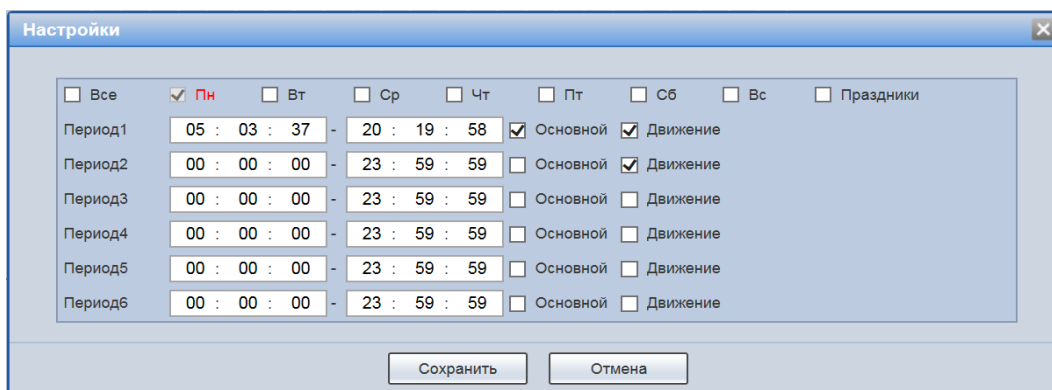 Настройки
Все Пн Вт Ср Чт Пт Сб Вс Праздники
Период1 05 : 03 : 37 - 20 : 19 : 58 Основной Движение
Период2 00 : 00 : 00 - 23 : 59 : 59 Основной Движение
Период3 00 : 00 : 00 - 23 : 59 : 59 Основной Движение
Период4 00 : 00 : 00 - 23 : 59 : 59 Основной Движение
Период5 00 : 00 : 00 - 23 : 59 : 59 Основной Движение
Период6 00 : 00 : 00 - 23 : 59 : 59 Основной Движение
Сохранить Отмена